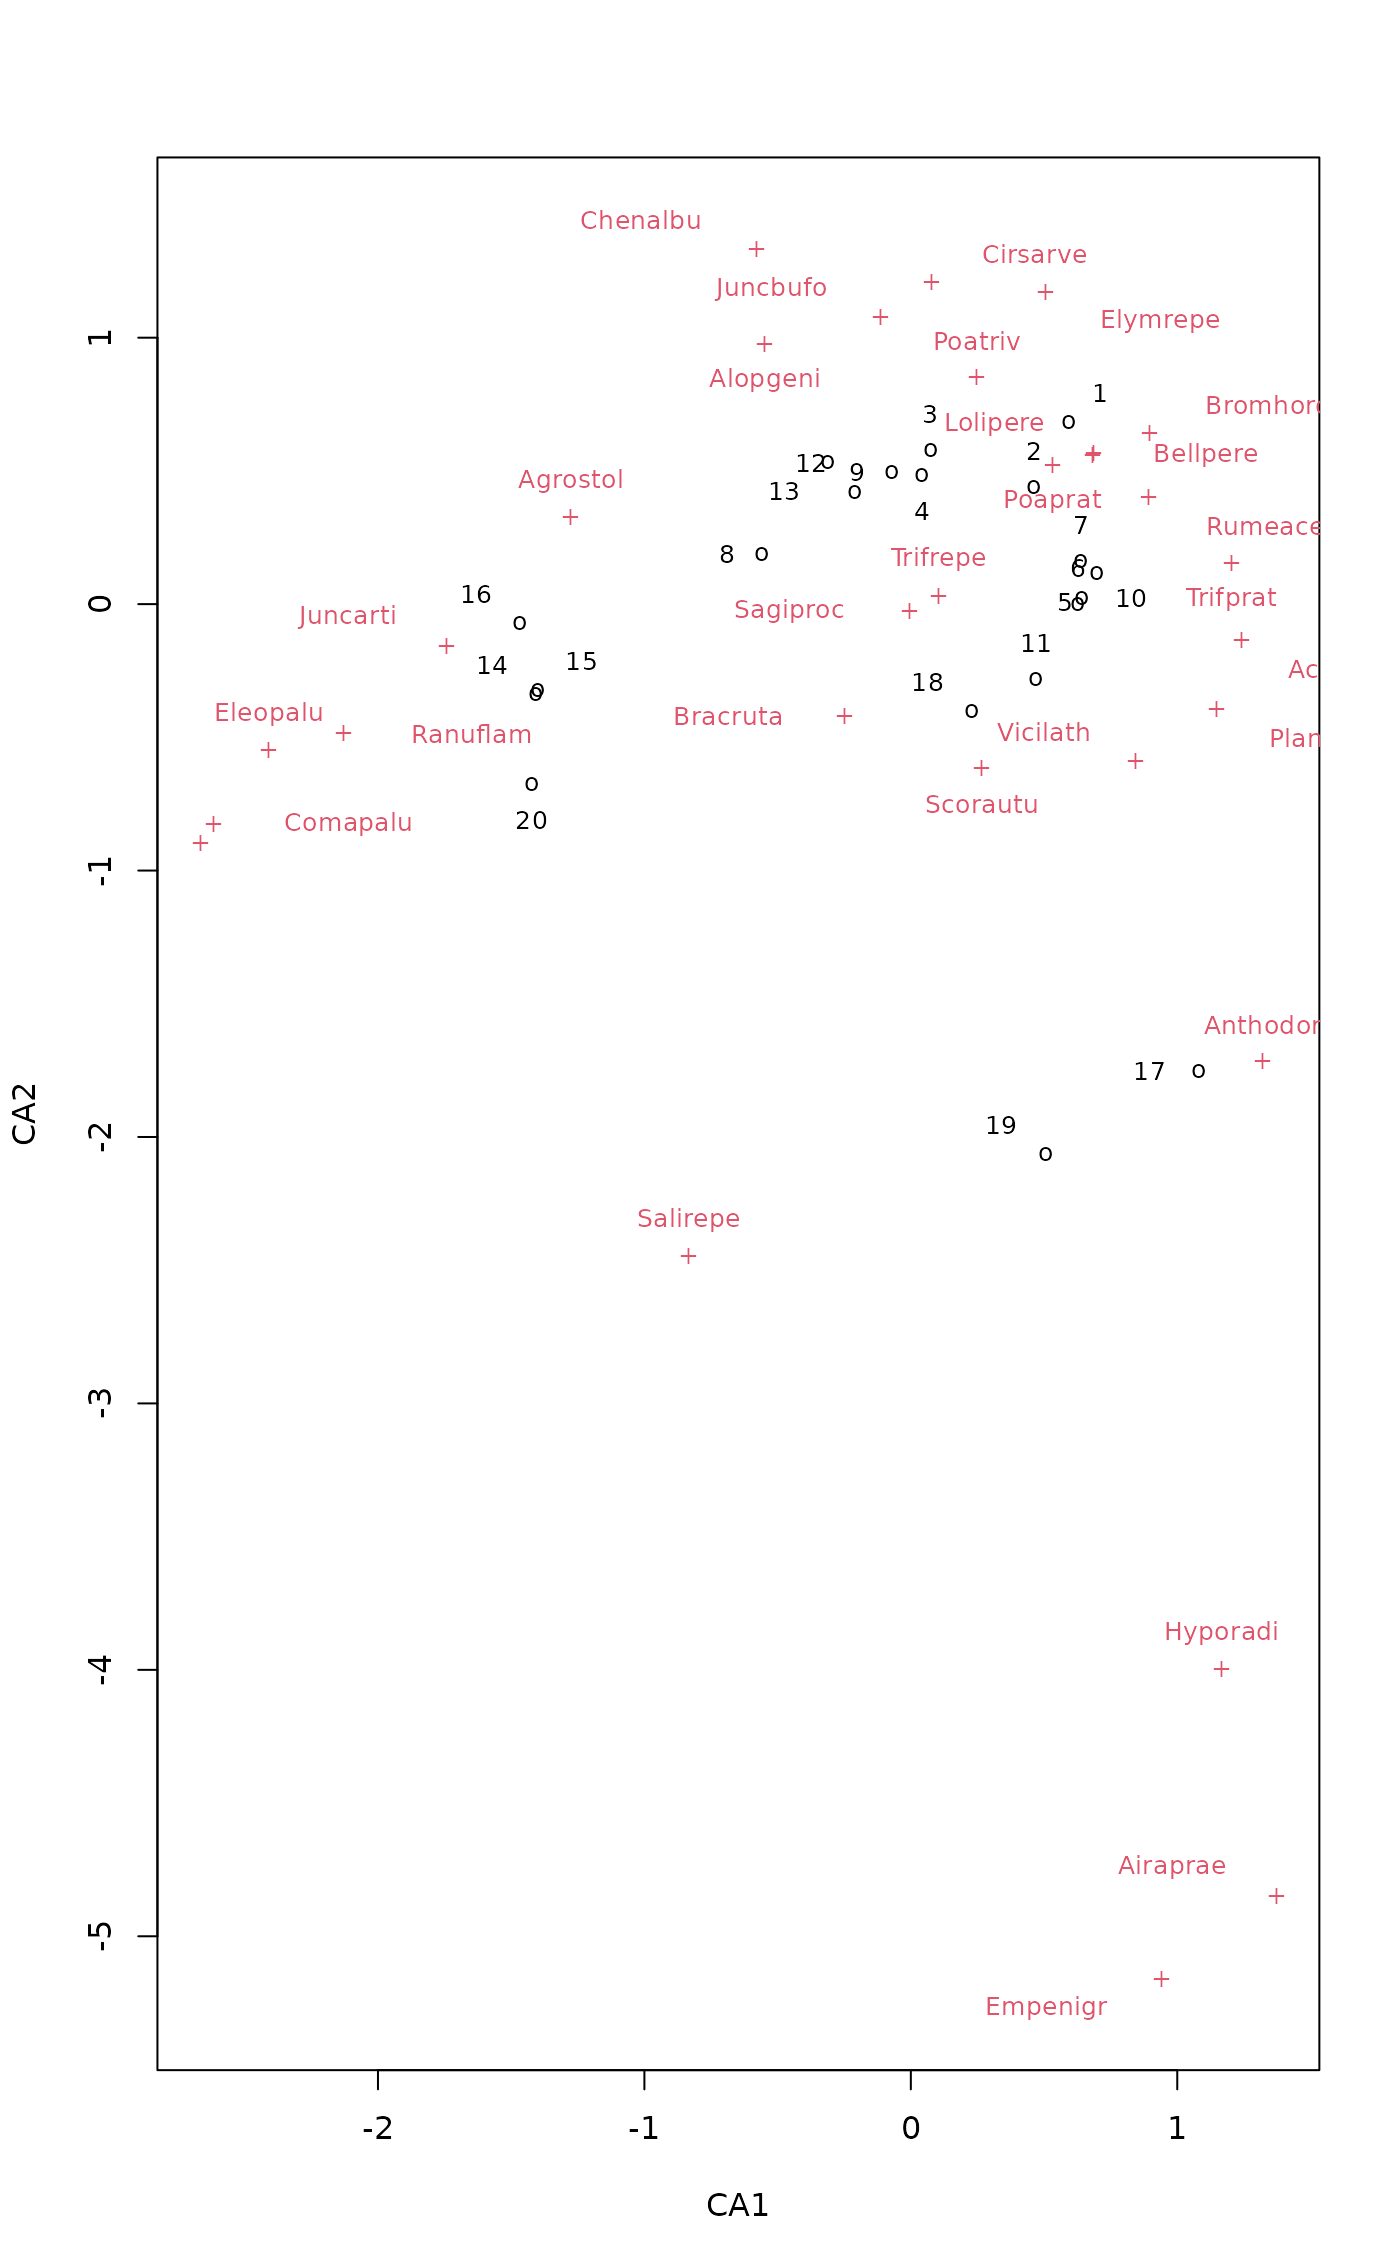 Chenalbu
Cirsarve
Juncbufo
Elymrepe
Poatriv
Alopgeni
1
Bromhord
3
Lolipere
2
Bellpere
12
9
Agrostol
13
Poaprat
4
7
Rumeace
8
Trifrepe
6
16
5
10
Trifprat
Sagiproc
Juncarti
11
14
15
Ac
18
Eleopalu
Bracruta
Ranuflam
Vicilath
Plan
Scorautu
20
Comapalu
Anthodor
17
19
Salirepe
Hyporadi
Airaprae
Empenigr
1
0
-1
-2
-3
-4
-5
CA2
-2
-1
0
1
CA1